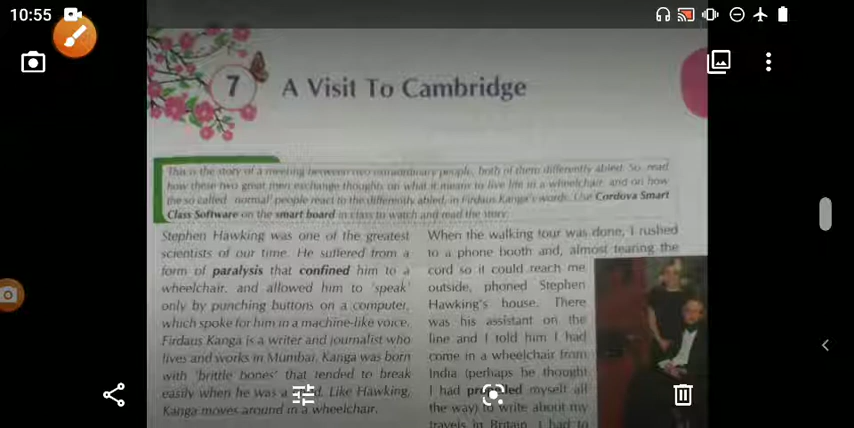 10:55
7
A Visit To Cambridge
This is the story of a meeting between two extraordinary people, both of them differently abled. So, read
how these two great men exchange thoughts on what it means to live life in a wheelchair, and on how
the so called 'normal' people react to the differently abled, in Firdaus Kanga's words. Use Cordova Smart
Class Software on the smart board in class to watch and read the story.
Stephen Hawking was one of the greatest
scientists of our time. He suffered from a
form of paralysis that confined him to a
wheelchair, and allowed him to 'speak'
only by punching buttons on a computer,
which spoke for him in a machine-like voice.
Firdaus Kanga is a writer and journalist who
lives and works in Mumbai. Kanga was born
with 'brittle bones' that tended to break
easily when he was a Like Hawking,
Kanga moves around in a wheelchair.
When the walking tour was done, I rushed
to a phone booth and, almost tearing the
cord so it could reach me
outside, phoned Stephen
Hawking's house. There
was his assistant on the
line and I told him I had
come in a wheelchair from
India (perhaps he thought
I had propelled myself all
the way) to write about my
travels in Britain. I had to